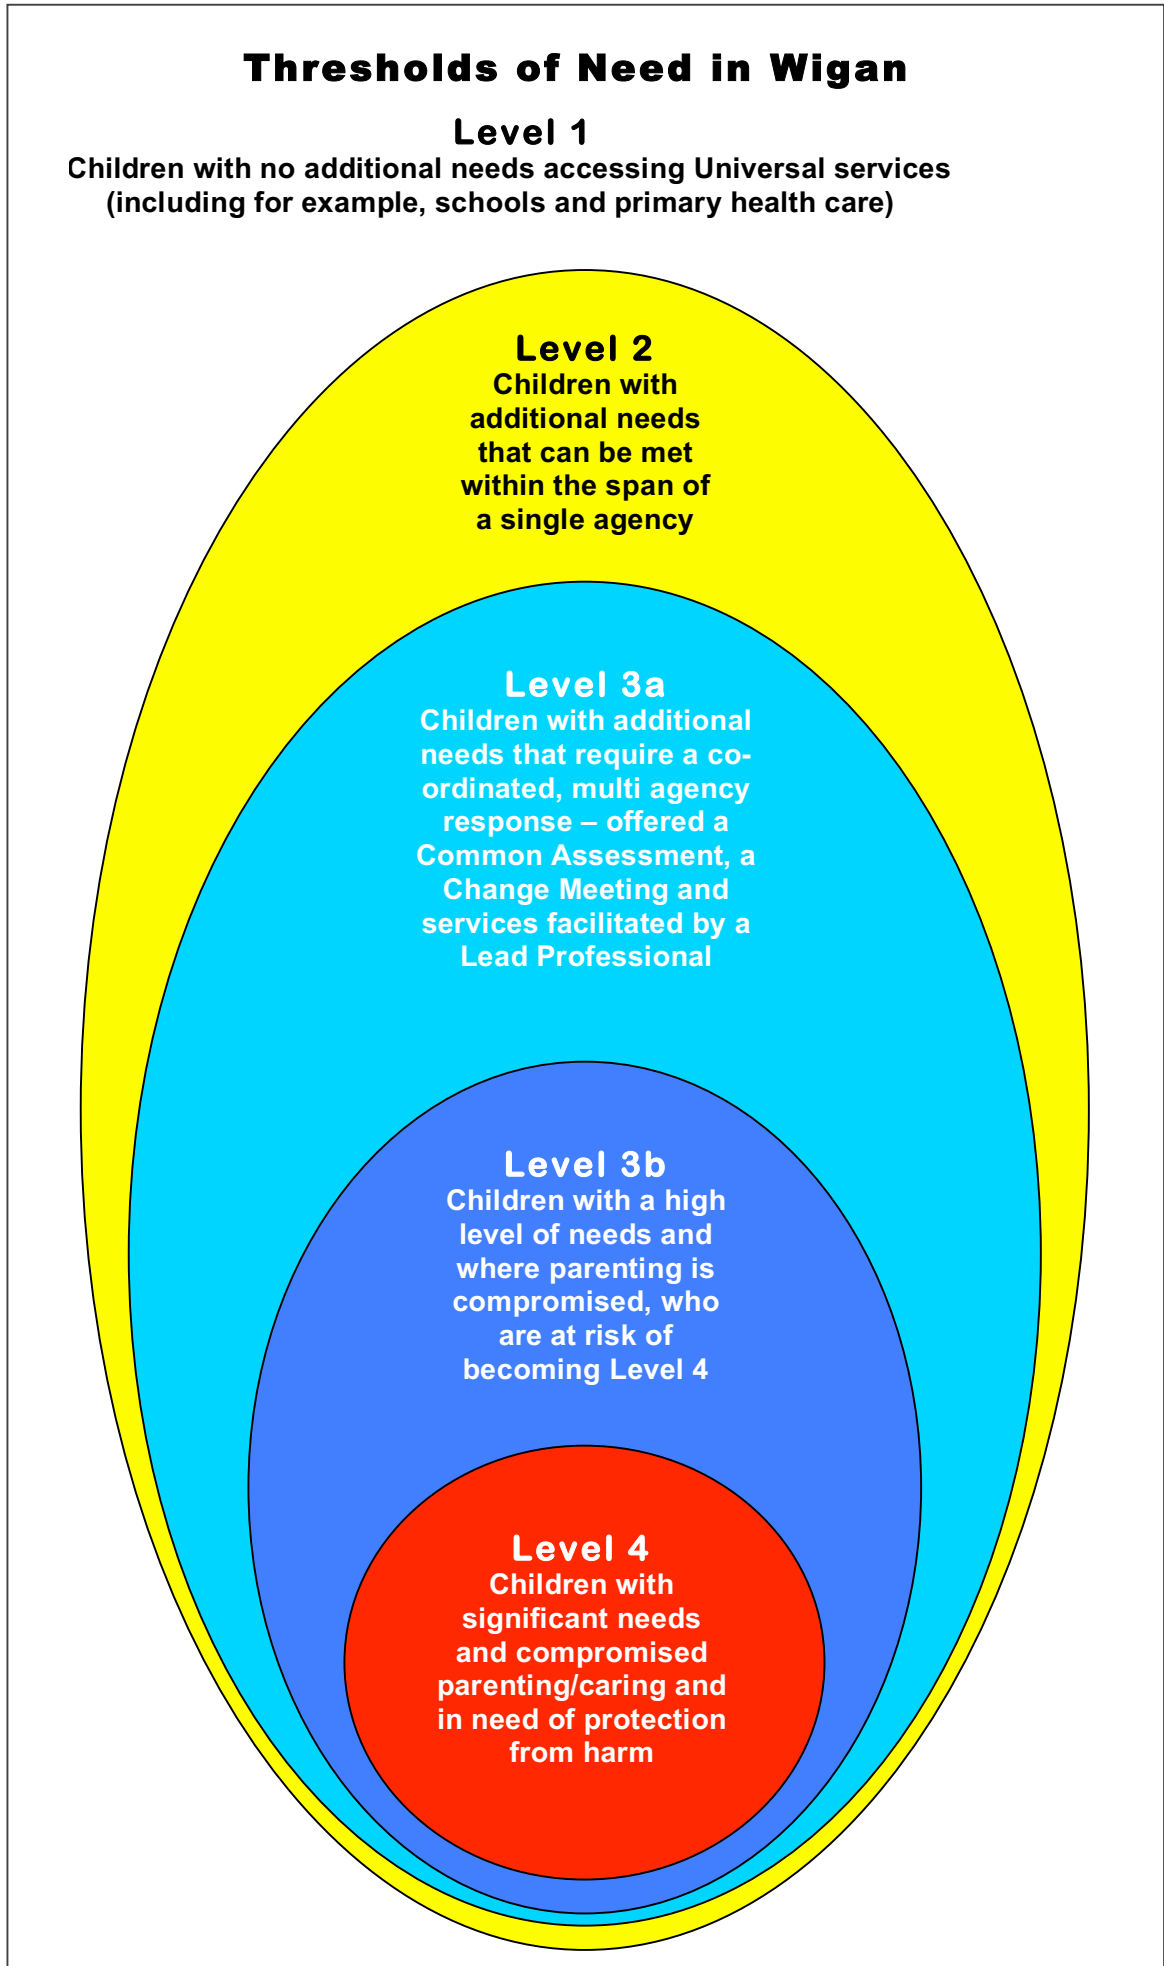 Thresholds of Need in Wigan
Level 1
Children with no additional needs accessing Universal services
(including for example, schools and primary health care)
Level 2
Children with
additional needs
that can be met
within the span of
a single agency
Level 3a
Children with additional
needs that require a co-
ordinated, multi agency
response – offered a
Common Assessment, a
Change Meeting and
services facilitated by a
Lead Professional
Level 3b
Children with a high
level of needs and
where parenting is
compromised, who
are at risk of
becoming Level 4
Level 4
Children with
significant needs
and compromised
parenting/caring and
in need of protection
from harm